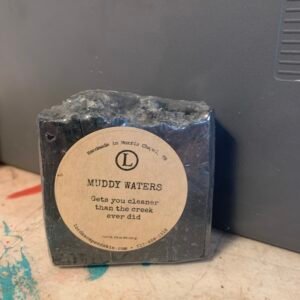 Handmade in Morris Chapel, TN
L
MUDDY WATERS
Gets you cleaner
than the creek
ever did